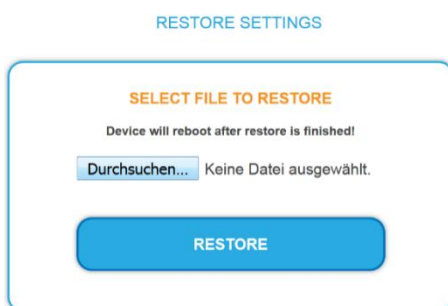 RESTORE SETTINGS
SELECT FILE TO RESTORE
Device will reboot after restore is finished!
Durchsuchen... Keine Datei ausgewählt.
RESTORE